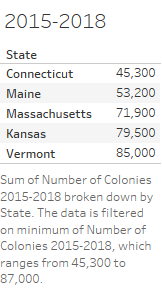 2015-2018
State
Connecticut 45,300
Maine 53,200
Massachusetts 71,900
Kansas 79,500
Vermont 85,000
Sum of Number of Colonies
2015-2018 broken down by
State. The data is filtered
on minimum of Number of
Colonies 2015-2018, which
ranges from 45,300 to
87,000.